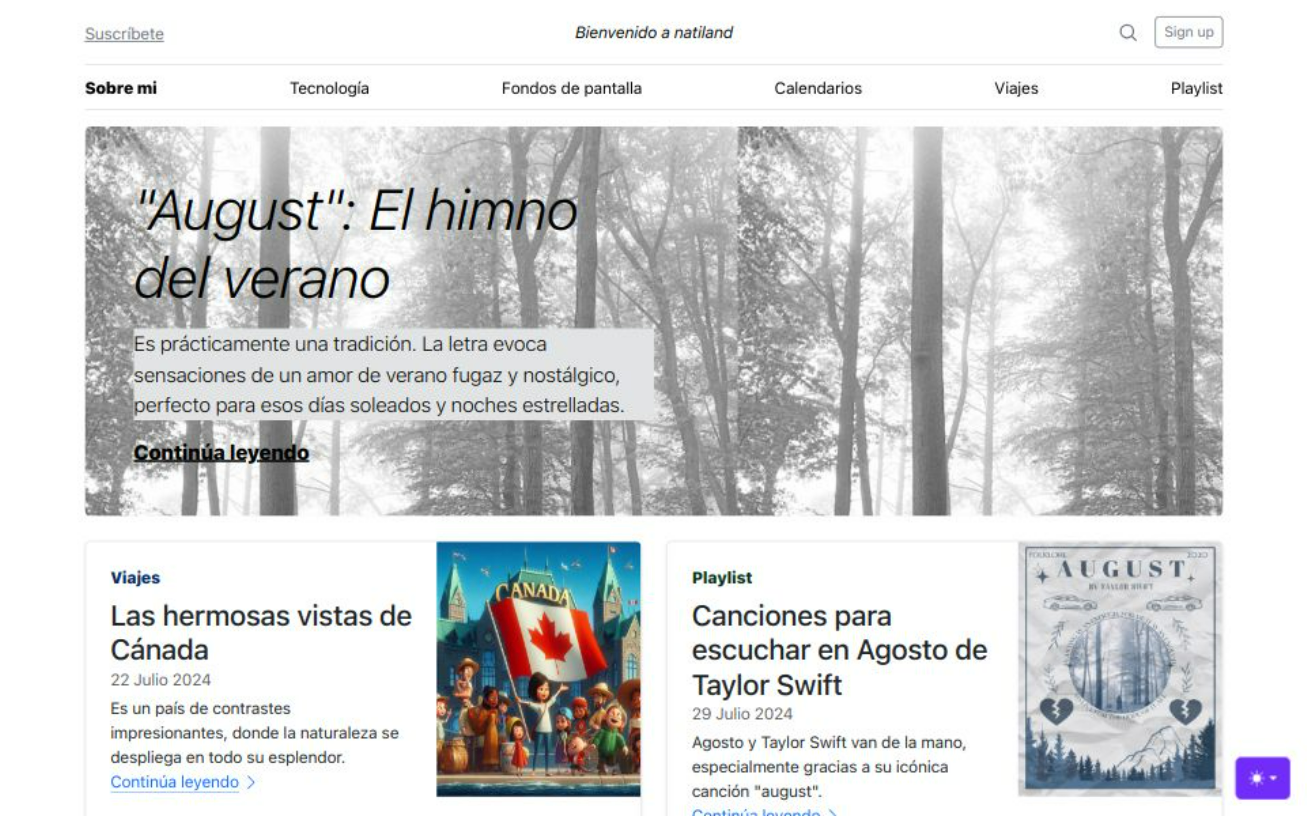 Suscríbete
Bienvenido a natiland
Sign up
Sobre mi
Tecnología
Fondos de pantalla
Calendarios
Viajes
Playlist
"August": El himno
del verano
Es prácticamente una tradición. La letra evoca
sensaciones de un amor de verano fugaz y nostálgico,
perfecto para esos días soleados y noches estrelladas.
Continúa leyendo
Viajes
Las hermosas vistas de
Cánada
22 Julio 2024
Es un país de contrastes
impresionantes, donde la naturaleza se
despliega en todo su esplendor.
Continúa leyendo
CANADA
Playlist
Canciones para
escuchar en Agosto de
Taylor Swift
29 Julio 2024
Agosto y Taylor Swift van de la mano,
especialmente gracias a su icónica
canción "august".
Continúa leyendo
FOLKLORE 2020
AUGUST
BY TAYLOR SWIFT